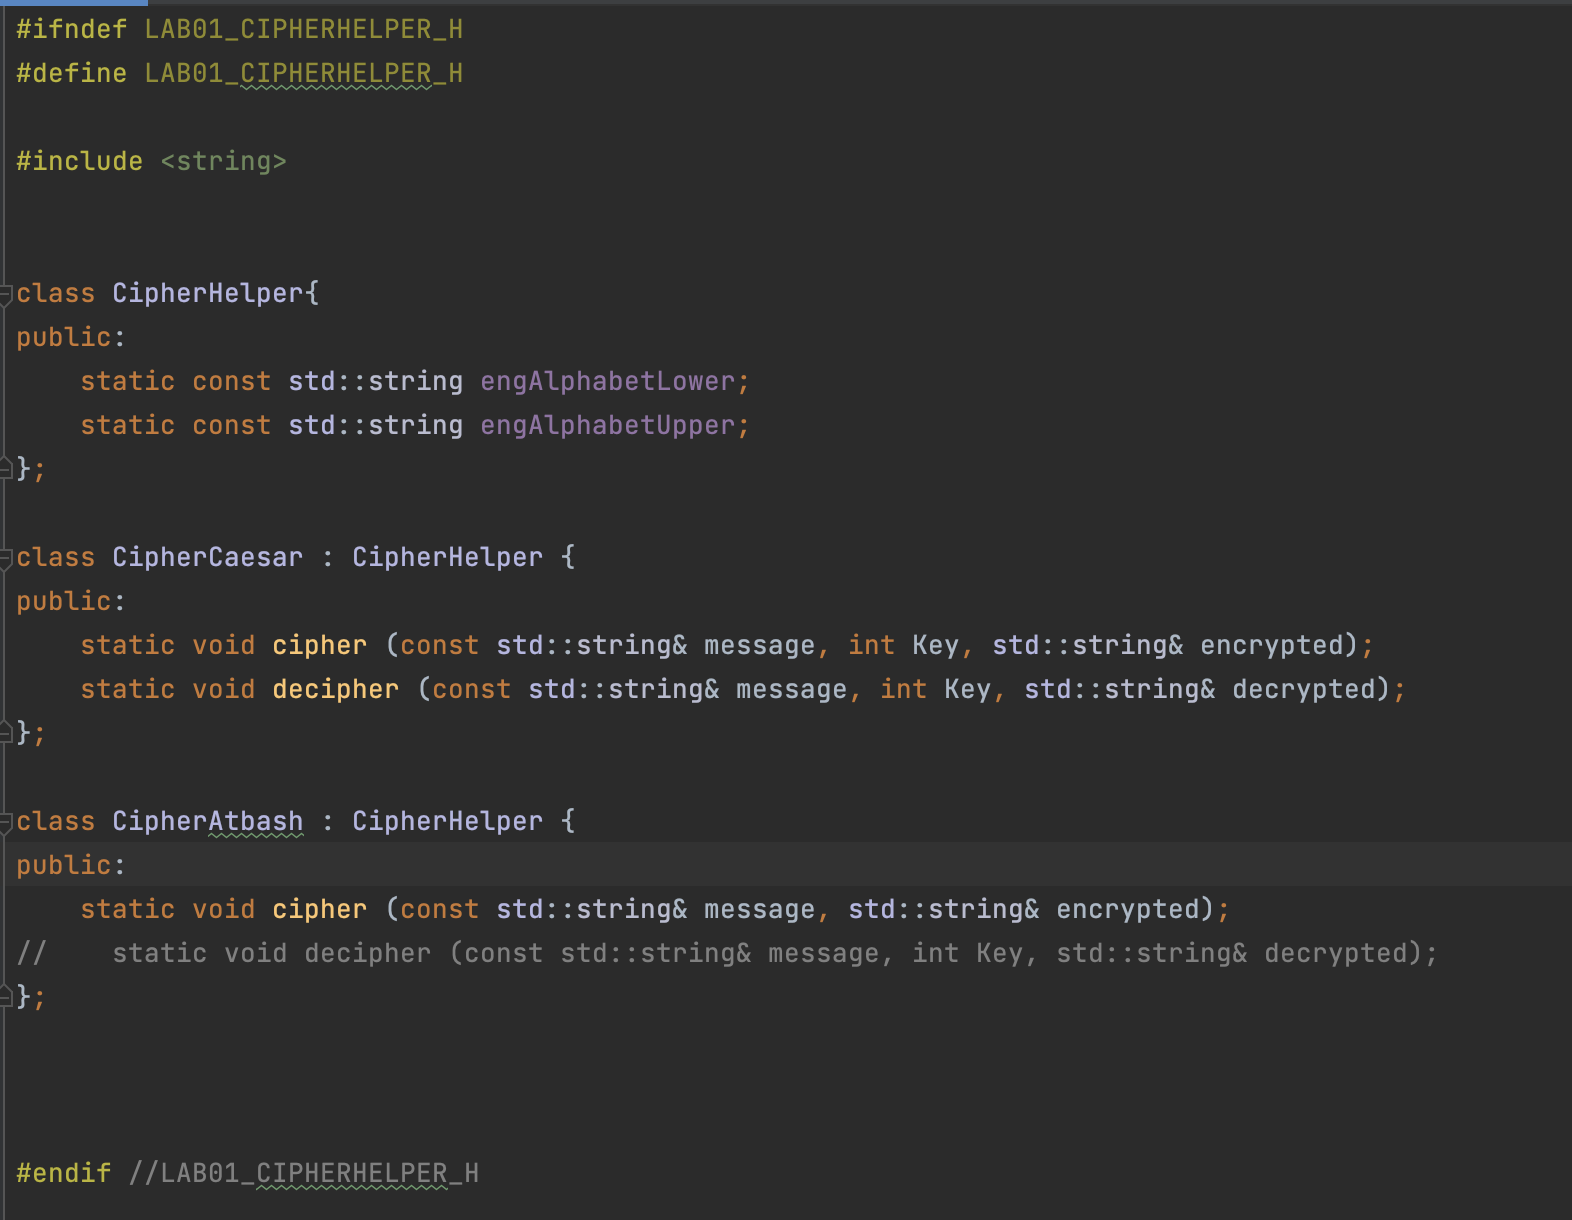 #ifndef LAB01_CIPHERHELPER_H
#define LAB01_CIPHERHELPER_H
#include <string>
class CipherHelper{
public:
    static const std::string engAlphabetLower;
    static const std::string engAlphabetUpper;
};
class CipherCaesar : CipherHelper {
public:
    static void cipher (const std::string& message, int Key, std::string& encrypted);
    static void decipher (const std::string& message, int Key, std::string& decrypted);
};
class CipherAtbash : CipherHelper {
public:
    static void cipher (const std::string& message, std::string& encrypted);
//    static void decipher (const std::string& message, int Key, std::string& decrypted);
};
#endif //LAB01_CIPHERHELPER_H